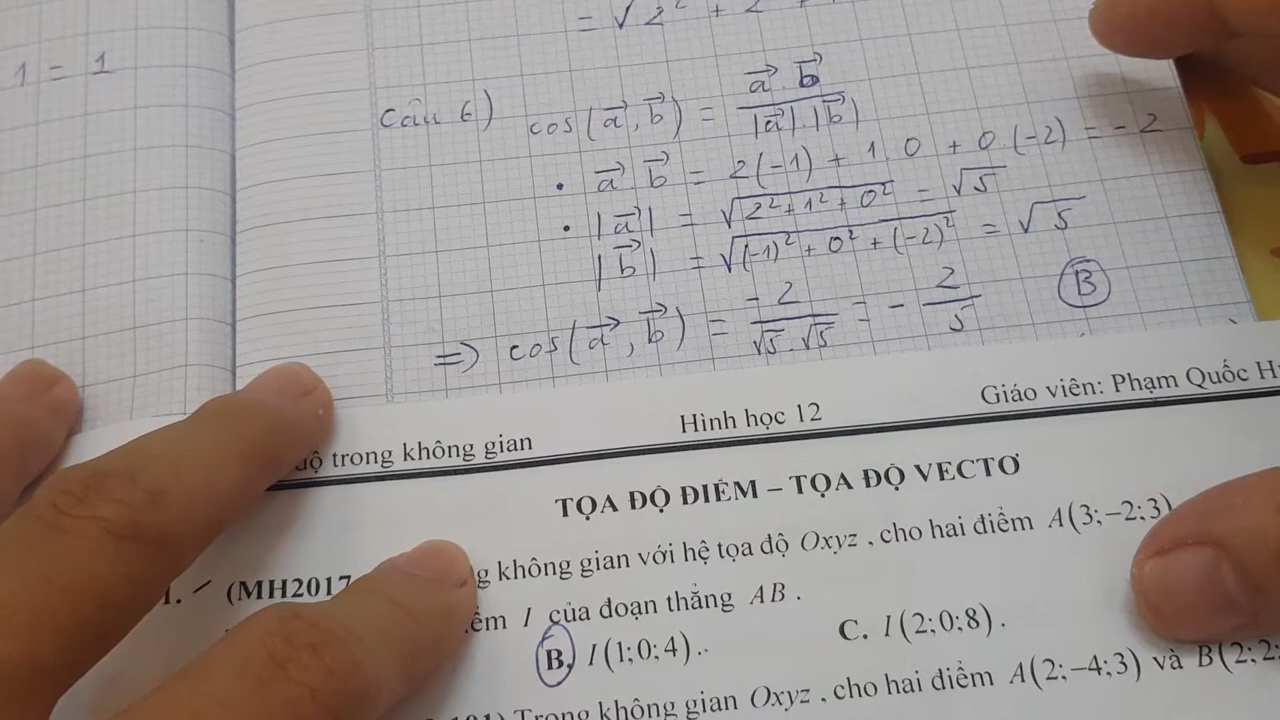 = √2² + 2
1 = 1
Câu 6) cos(a⃗, b⃗) = a⃗.b⃗ / |a⃗|.|b⃗|
• a⃗.b⃗ = 2(-1) + 1.0 + 0.(-2) = -2
• |a⃗| = √(2²+1²+0²) = √5
|b⃗| = √((-1)²+0²+(-2)²) = √5
=> cos(a⃗, b⃗) = -2 / √5.√5 = - 2/5 B
độ trong không gian Hình học 12 Giáo viên: Phạm Quốc
TỌA ĐỘ ĐIỂM – TỌA ĐỘ VECTƠ
1. (MH2017 không gian với hệ tọa độ Oxyz , cho hai điểm A(3;−2;3)
I của đoạn thẳng AB .
B. I(1;0;4). C. I(2;0;8).
Trong không gian Oxyz , cho hai điểm A(2;−4;3) và B(2;2;